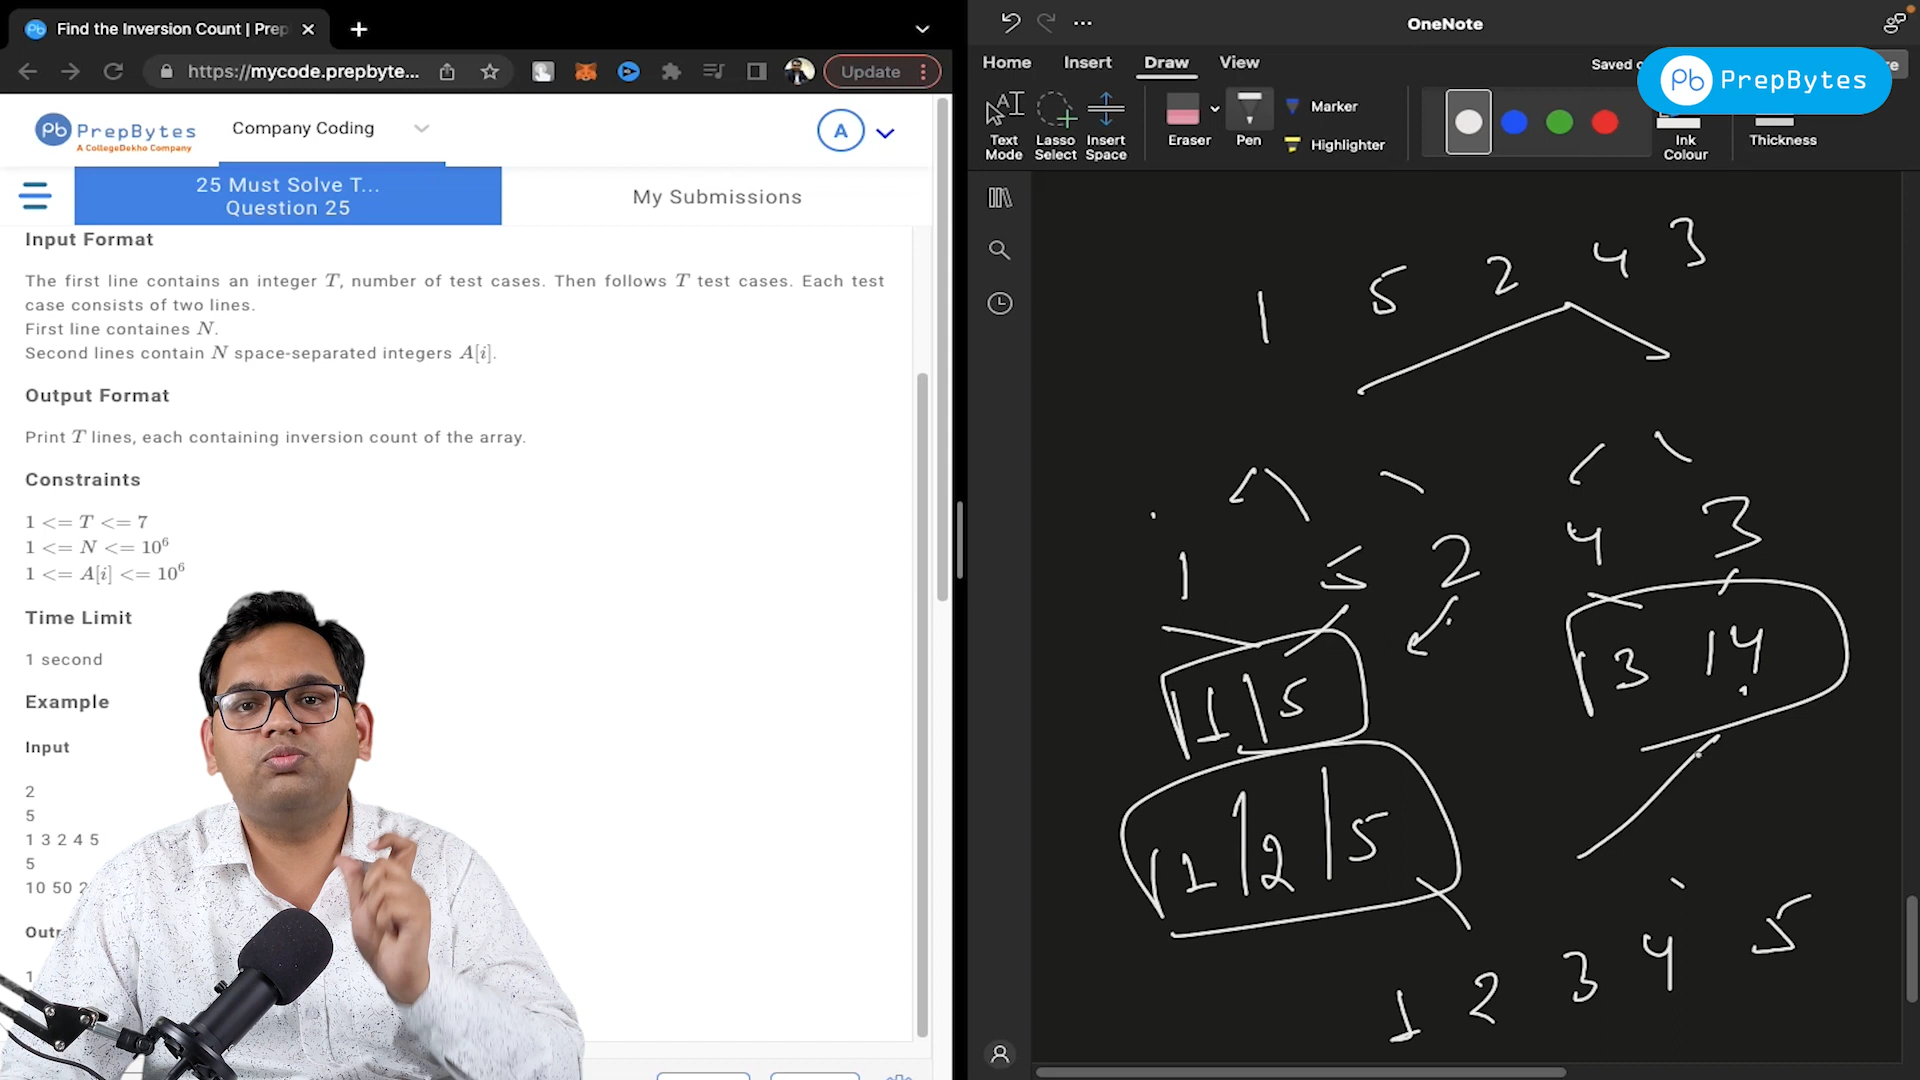 Find the Inversion Count | Prep
https://mycode.prepbyte...
Update
PrepBytes
A CollegeDekho Company
Company Coding
A
25 Must Solve T...
Question 25
My Submissions
Input Format
The first line contains an integer T, number of test cases. Then follows T test cases. Each test
case consists of two lines.
First line containes N.
Second lines contain N space-separated integers A[i].
Output Format
Print T lines, each containing inversion count of the array.
Constraints
1 <= T <= 7
1 <= N <= 10⁶
1 <= A[i] <= 10⁶
Time Limit
1 second
Example
Input
2
5
1 3 2 4 5
5
10 50 2
1
OneNote
Home Insert Draw View
Saved
Pb PrepBytes
Text Mode
Lasso Select
Insert Space
Eraser
Pen
Marker
Highlighter
Ink Colour
Thickness
1 5 2 4 3
1 5 2 4 3
1 | 5
3 | 4
1 | 2 | 5
1 2 3 4 5